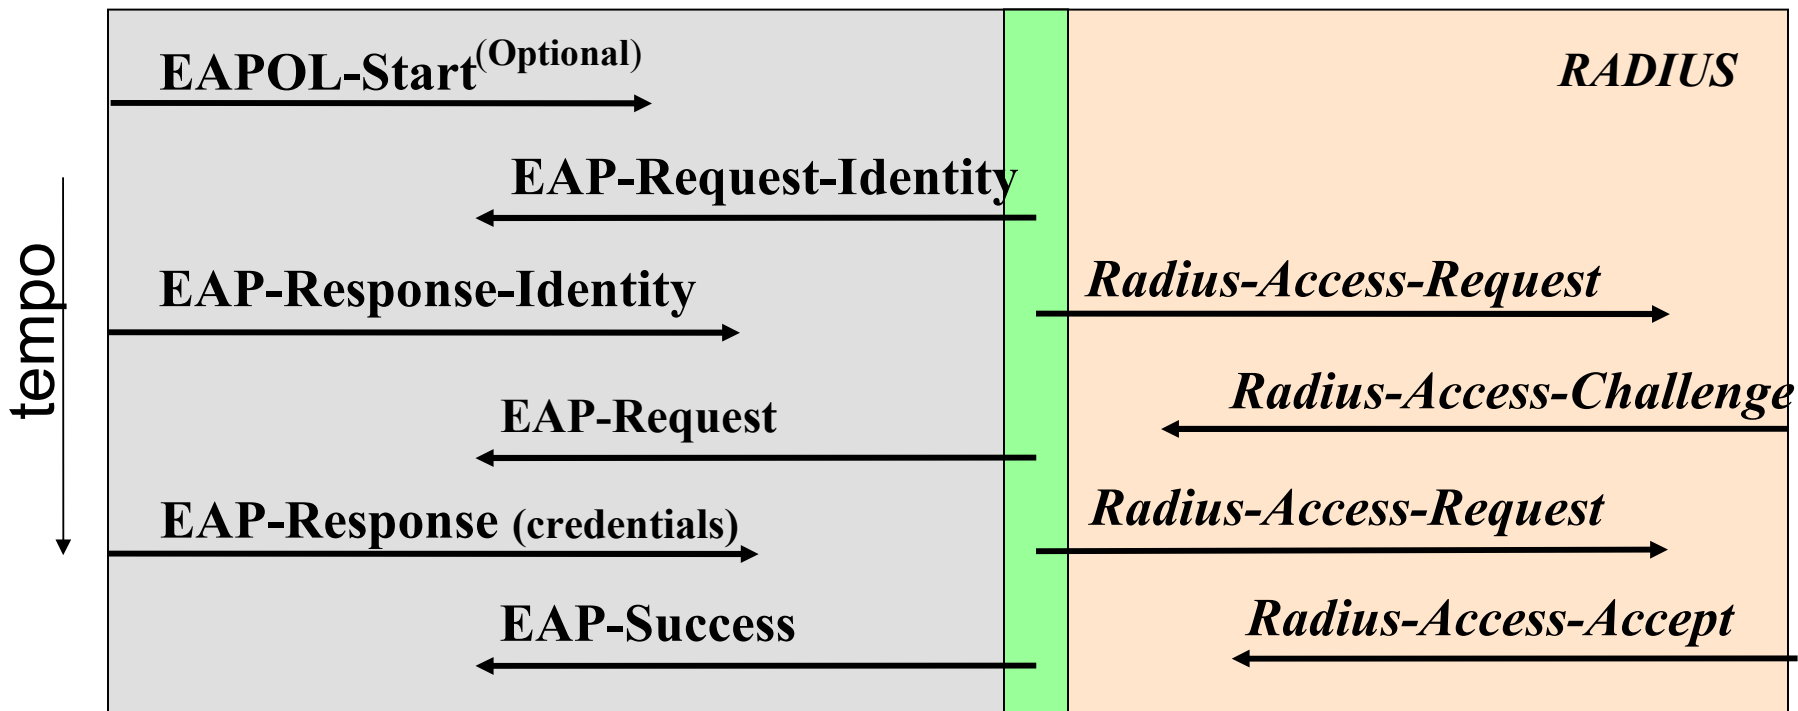 EAPOL-Start(Optional)
RADIUS
EAP-Request-Identity
tempo
EAP-Response-Identity
Radius-Access-Request
Radius-Access-Challenge
EAP-Request
EAP-Response (credentials)
Radius-Access-Request
EAP-Success
Radius-Access-Accept